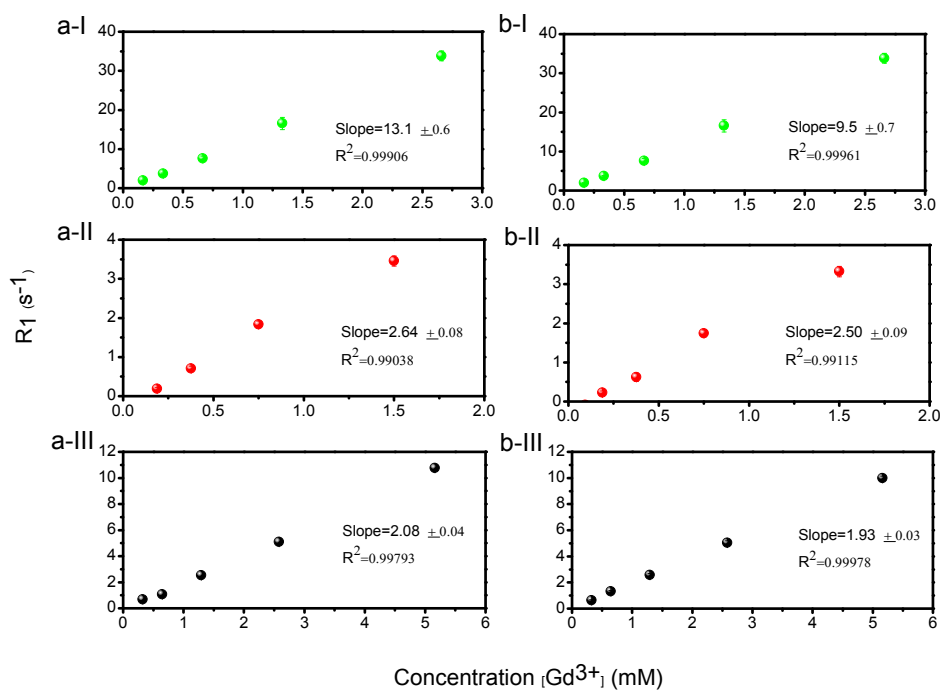 a-I
40
30
20
10
0
Slope=13.1 ±0.6
R²=0.99906
0.0 0.5 1.0 1.5 2.0 2.5 3.0
b-I
40
30
20
10
0
Slope=9.5 ±0.7
R²=0.99961
0.0 0.5 1.0 1.5 2.0 2.5 3.0
a-II
4
3
2
1
0
Slope=2.64 ±0.08
R²=0.99038
0.0 0.5 1.0 1.5 2.0
b-II
4
3
2
1
0
Slope=2.50 ±0.09
R²=0.99115
0.0 0.5 1.0 1.5 2.0
R1 (s-1)
a-III
12
10
8
6
4
2
0
Slope=2.08 ±0.04
R²=0.99793
0 1 2 3 4 5 6
b-III
12
10
8
6
4
2
0
Slope=1.93 ±0.03
R²=0.99978
0 1 2 3 4 5 6
Concentration [Gd3+] (mM)